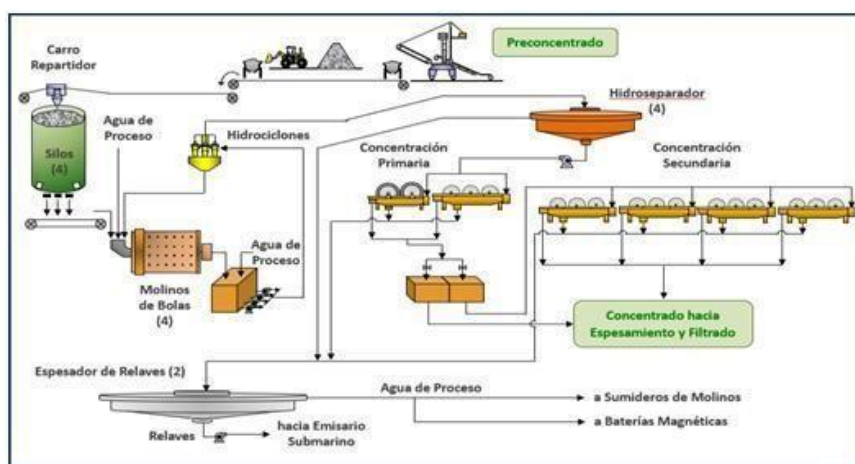 Preconcentrado
Carro
Repartidor
Agua de
Proceso
Silos
(4)
Hidrociclones
Hidroseparador
(4)
Concentración
Primaria
Concentración
Secundaria
Agua de
Proceso
Molinos
de Bolas
(4)
Concentrado hacia
Espesamiento y Filtrado
Espesador de Relaves (2)
Agua de Proceso
a Sumideros de Molinos
a Baterías Magnéticas
Relaves
hacia Emisario
Submarino